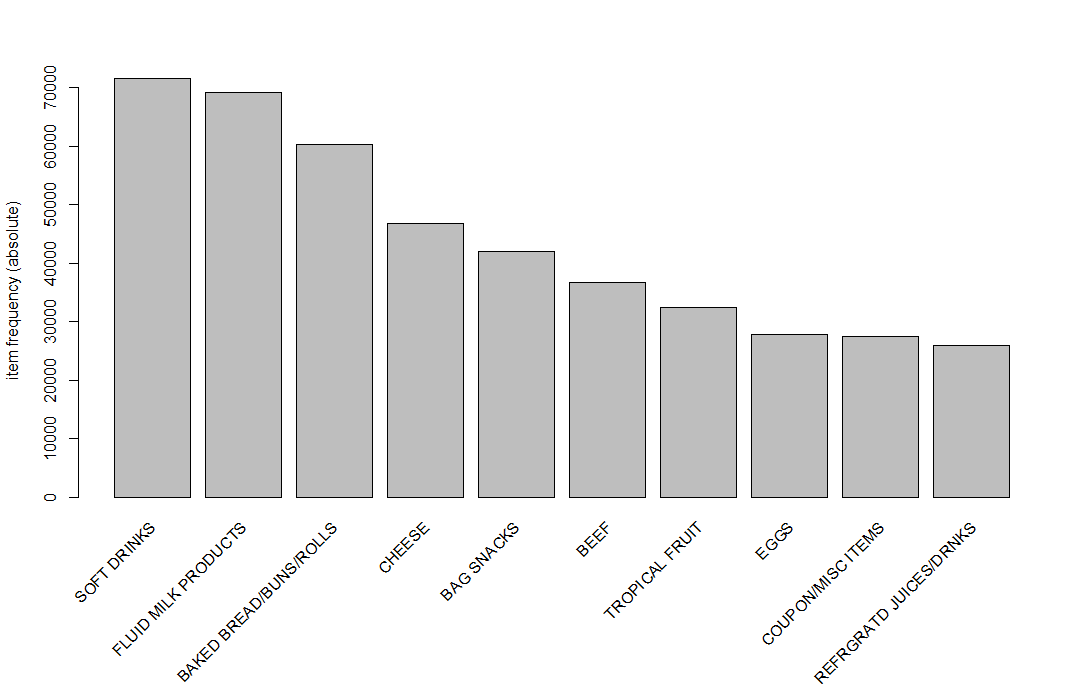 item frequency (absolute)
70000
60000
50000
40000
30000
20000
10000
0
SOFT DRINKS
FLUID MILK PRODUCTS
BAKED BREAD/BUNS/ROLLS
CHEESE
BAG SNACKS
BEEF
TROPICAL FRUIT
EGGS
COUPON/MISC ITEMS
REFRGRATD JUICES/DRNKS